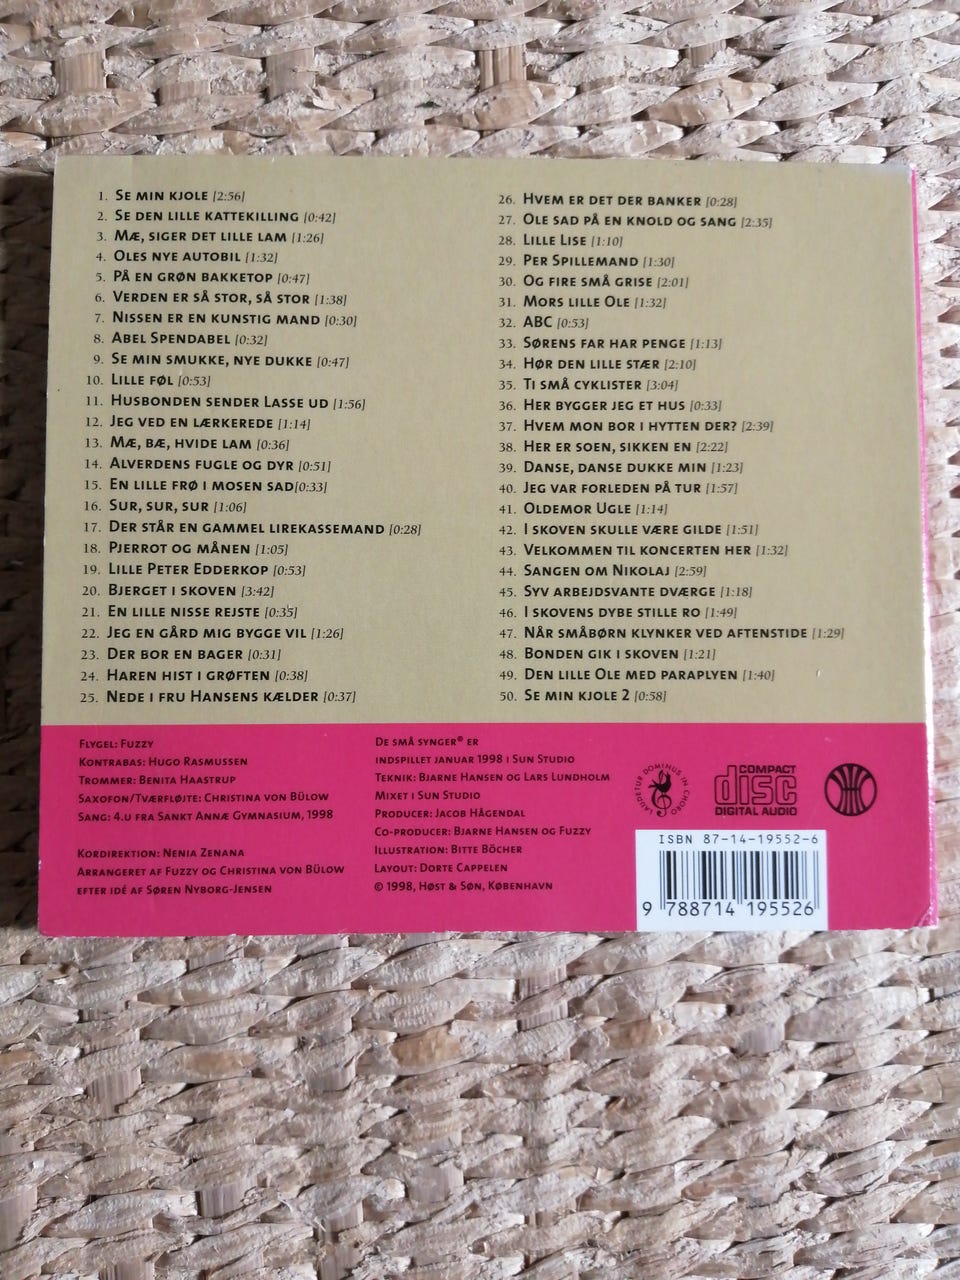 1. Se min kjole [2:56]
2. Se den lille kattekilling [0:42]
3. Mæ, siger det lille lam [1:26]
4. Oles nye autobil [1:32]
5. På en grøn bakketop [0:47]
6. Verden er så stor, så stor [1:38]
7. Nissen er en kunstig mand [0:30]
8. Abel Spendabel [0:32]
9. Se min smukke, nye dukke [0:47]
10. Lille føl [0:53]
11. Husbonden sender Lasse ud [1:56]
12. Jeg ved en lærkerede [1:14]
13. Mæ, bæ, hvide lam [0:36]
14. Alverdens fugle og dyr [0:51]
15. En lille frø i mosen sad[0:33]
16. Sur, sur, sur [1:06]
17. Der står en gammel lirekassemand [0:28]
18. Pjerrot og månen [1:05]
19. Lille Peter Edderkop [0:53]
20. Bjerget i skoven [3:42]
21. En lille nisse rejste [0:35]
22. Jeg en gård mig bygge vil [1:26]
23. Der bor en bager [0:31]
24. Haren hist i grøften [0:38]
25. Nede i fru Hansens kælder [0:37]
26. Hvem er det der banker [0:28]
27. Ole sad på en knold og sang [2:35]
28. Lille Lise [1:10]
29. Per Spillemand [1:30]
30. Og fire små grise [2:01]
31. Mors lille Ole [1:32]
32. ABC [0:53]
33. Sørens far har penge [1:13]
34. Hør den lille stær [2:10]
35. Ti små cyklister [3:04]
36. Her bygger jeg et hus [0:33]
37. Hvem mon bor i hytten der? [2:39]
38. Her er soen, sikken en [2:22]
39. Danse, danse dukke min [1:23]
40. Jeg var forleden på tur [1:57]
41. Oldemor Ugle [1:14]
42. I skoven skulle være gilde [1:51]
43. Velkommen til koncerten her [1:32]
44. Sangen om Nikolaj [2:59]
45. Syv arbejdsvante dværge [1:18]
46. I skovens dybe stille ro [1:49]
47. Når småbørn klynker ved aftenstide [1:29]
48. Bonden gik i skoven [1:21]
49. Den lille Ole med paraplyen [1:40]
50. Se min kjole 2 [0:58]
Flygel: Fuzzy
Kontrabas: Hugo Rasmussen
Trommer: Benita Haastrup
Saxofon/Tværfløjte: Christina von Bülow
Sang: 4.u fra Sankt Annæ Gymnasium, 1998
Kordirektion: Nenia Zenana
Arrangeret af Fuzzy og Christina von Bülow
efter idé af Søren Nyborg-Jensen
De små synger® er
indspillet januar 1998 i Sun Studio
Teknik: Bjarne Hansen og Lars Lundholm
Mixet i Sun Studio
Producer: Jacob Hågendal
Co-producer: Bjarne Hansen og Fuzzy
Illustration: Bitte Böcher
Layout: Dorte Cappelen
© 1998, Høst & Søn, København
LAUDETUR DOMINUS IN CHORO
COMPACT
disc
DIGITAL AUDIO
ISBN 87-14-19552-6
9 788714 195526